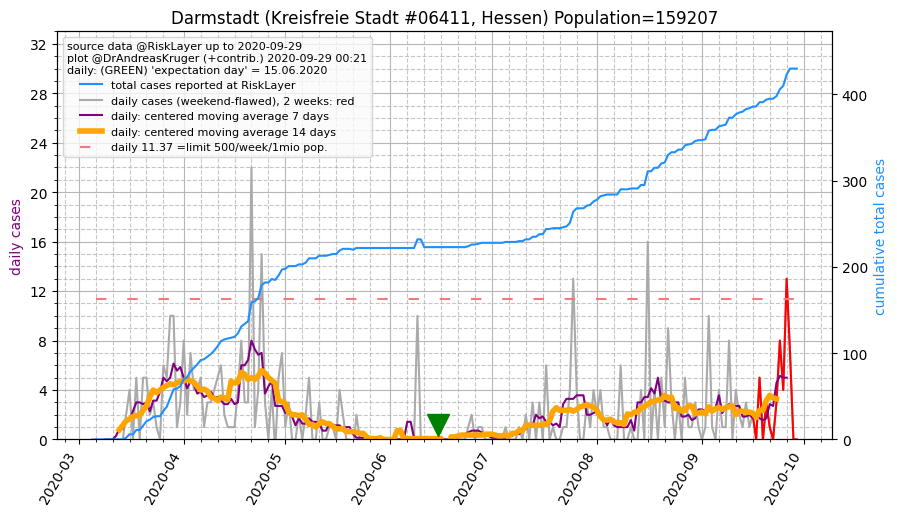 Darmstadt (Kreisfreie Stadt #06411, Hessen) Population=159207
source data @RiskLayer up to 2020-09-29
plot @DrAndreasKruger (+contrib.) 2020-09-29 00:21
daily: (GREEN) 'expectation day' = 15.06.2020
total cases reported at RiskLayer
daily cases (weekend-flawed), 2 weeks: red
daily: centered moving average 7 days
daily: centered moving average 14 days
daily 11.37 =limit 500/week/1mio pop.
daily cases
32
28
24
20
16
12
8
4
0
cumulative total cases
400
300
200
100
0
2020-03
2020-04
2020-05
2020-06
2020-07
2020-08
2020-09
2020-10